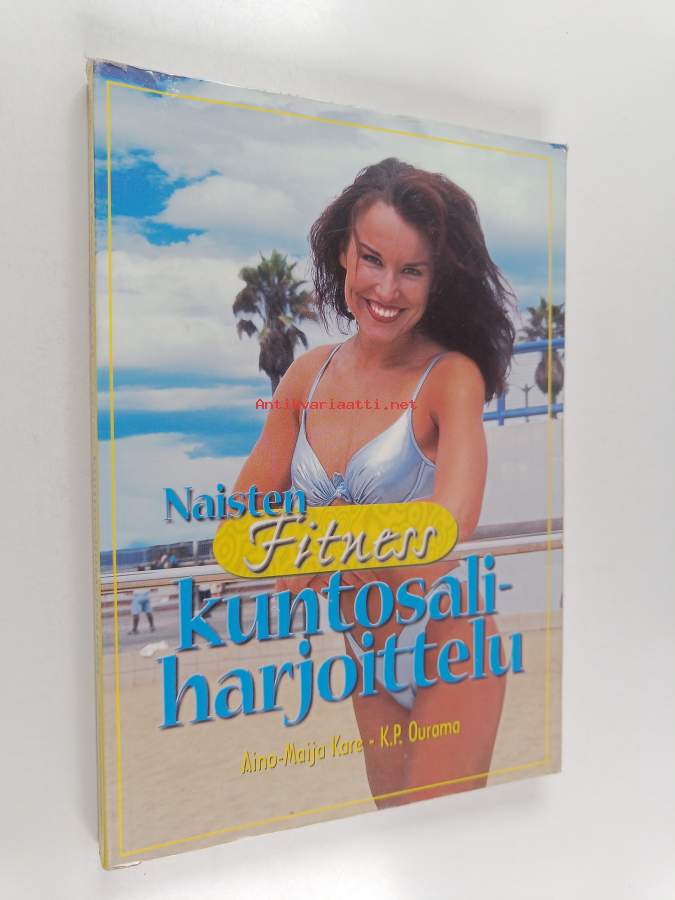 Antikvariaatti.net
Naisten
Fitness
kuntosali-
harjoittelu
Aino-Maija Kare - K.P. Ourama